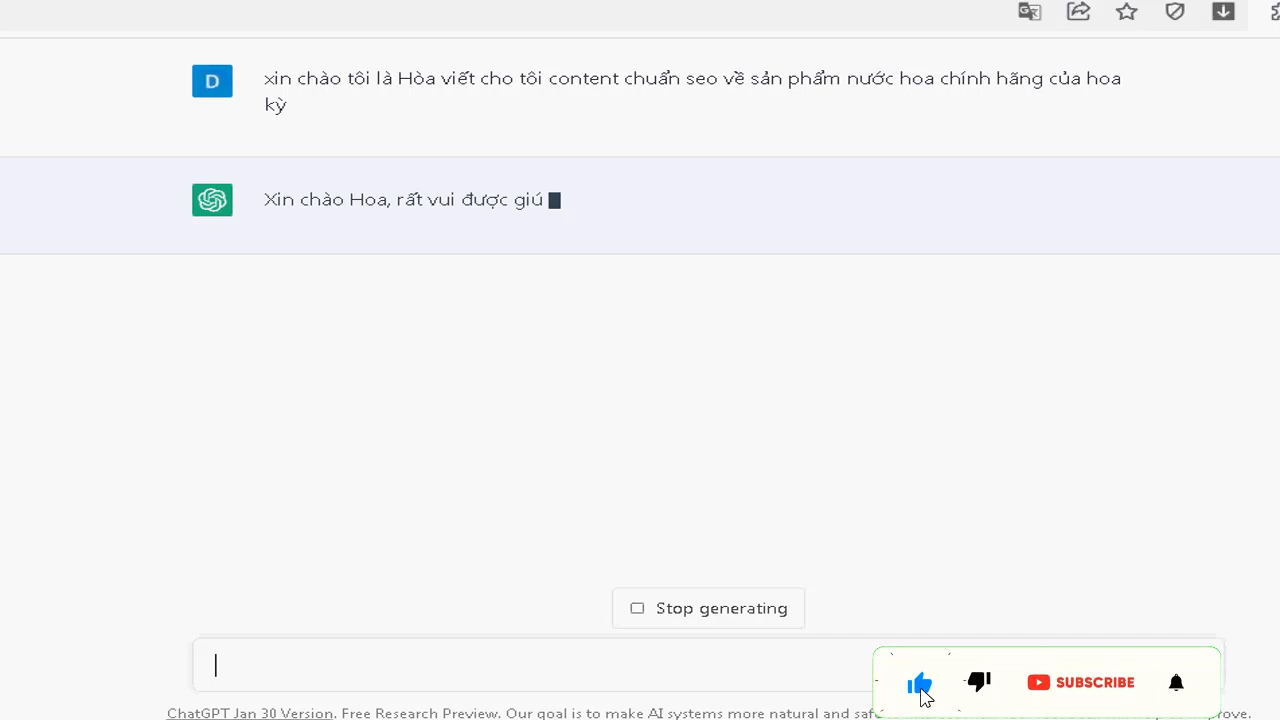 D
xin chào tôi là Hòa viết cho tôi content chuẩn seo về sản phẩm nước hoa chính hãng của hoa
kỳ
Xin chào Hoa, rất vui được giú
Stop generating
SUBSCRIBE
ChatGPT Jan 30 Version. Free Research Preview. Our goal is to make AI systems more natural and safe